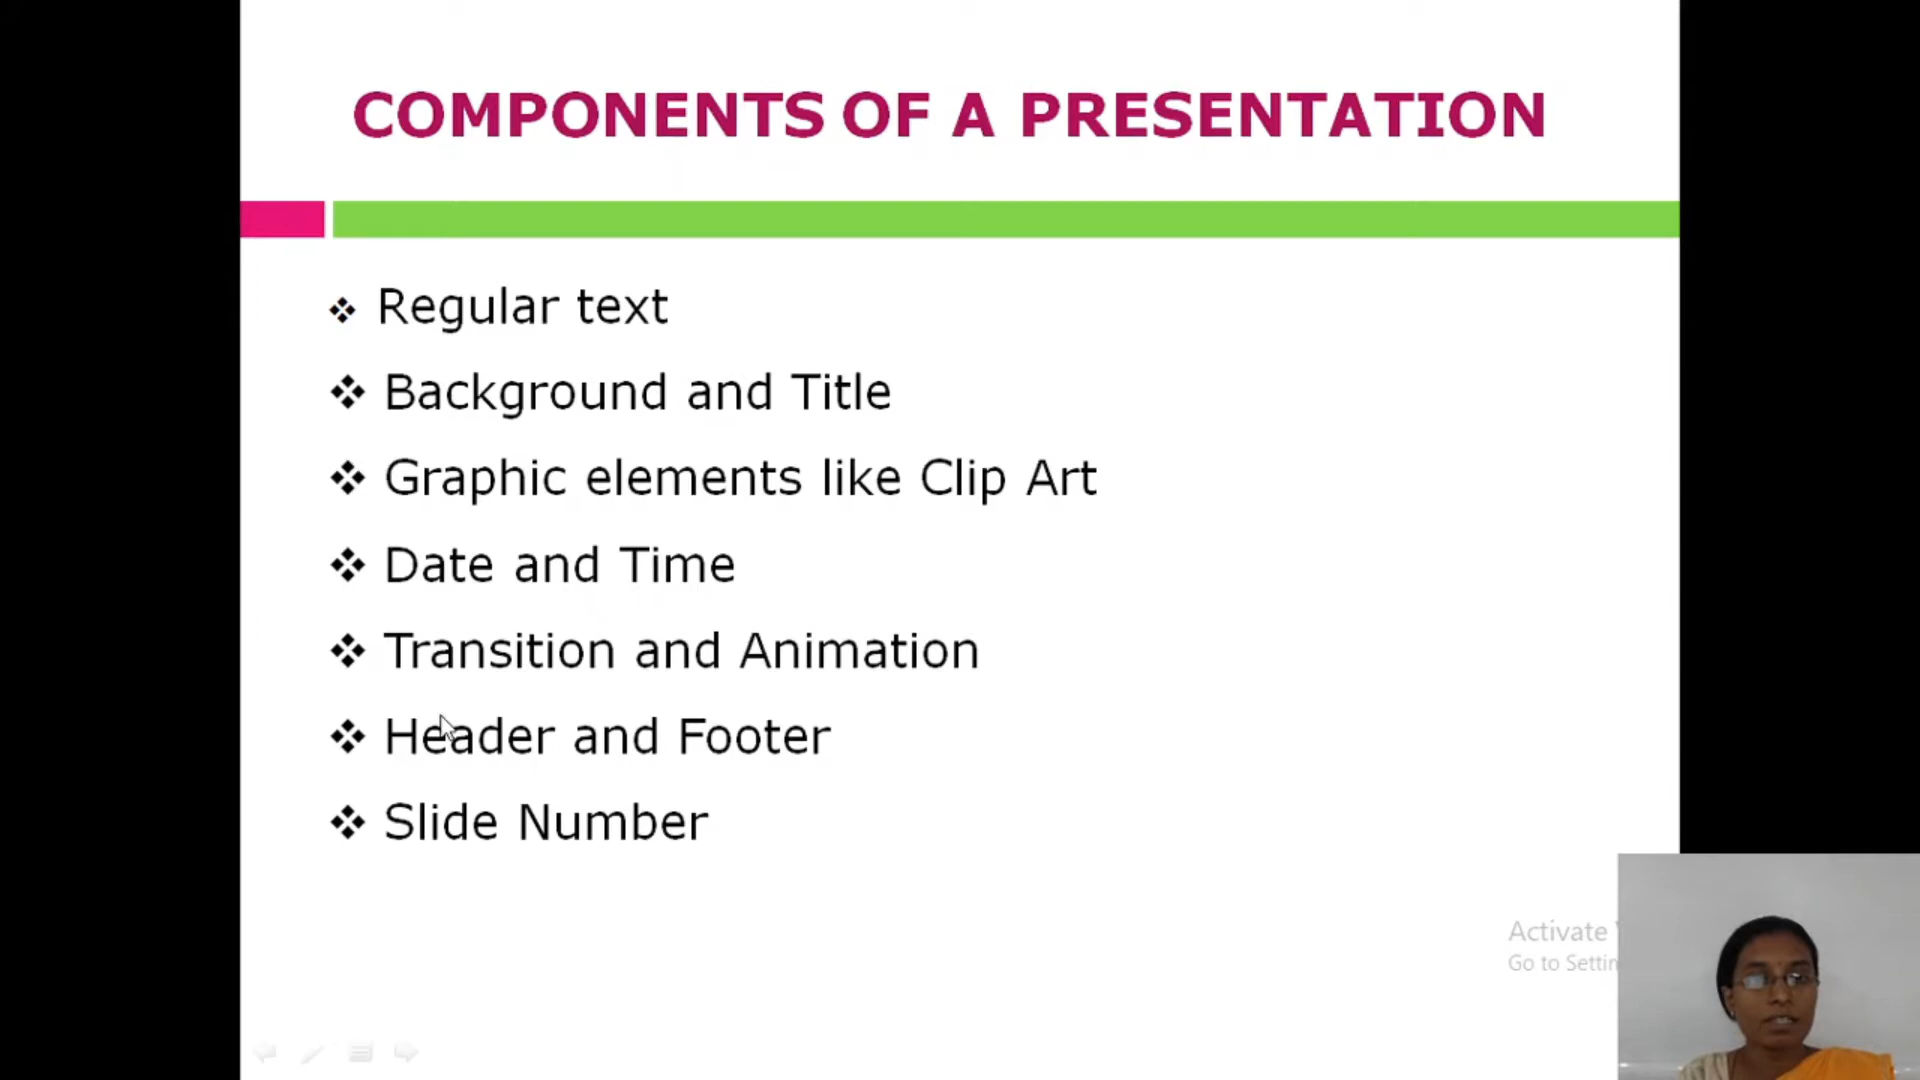 COMPONENTS OF A PRESENTATION
Regular text
Background and Title
Graphic elements like Clip Art
Date and Time
Transition and Animation
Header and Footer
Slide Number
Activate
Go to